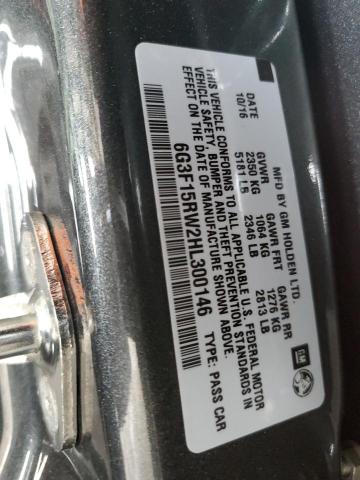 MFD BY GM HOLDEN LTD.
DATE GVWR GAWR FRT GAWR RR
10/16 2350 KG 1064 KG 1276 KG
5181 LB 2346 LB 2813 LB
THIS VEHICLE CONFORMS TO ALL APPLICABLE U.S. FEDERAL MOTOR
VEHICLE SAFETY, BUMPER AND THEFT PREVENTION STANDARDS IN
EFFECT ON THE DATE OF MANUFACTURE SHOWN ABOVE.
6G3F15RW2HL300146 TYPE: PASS CAR
GM